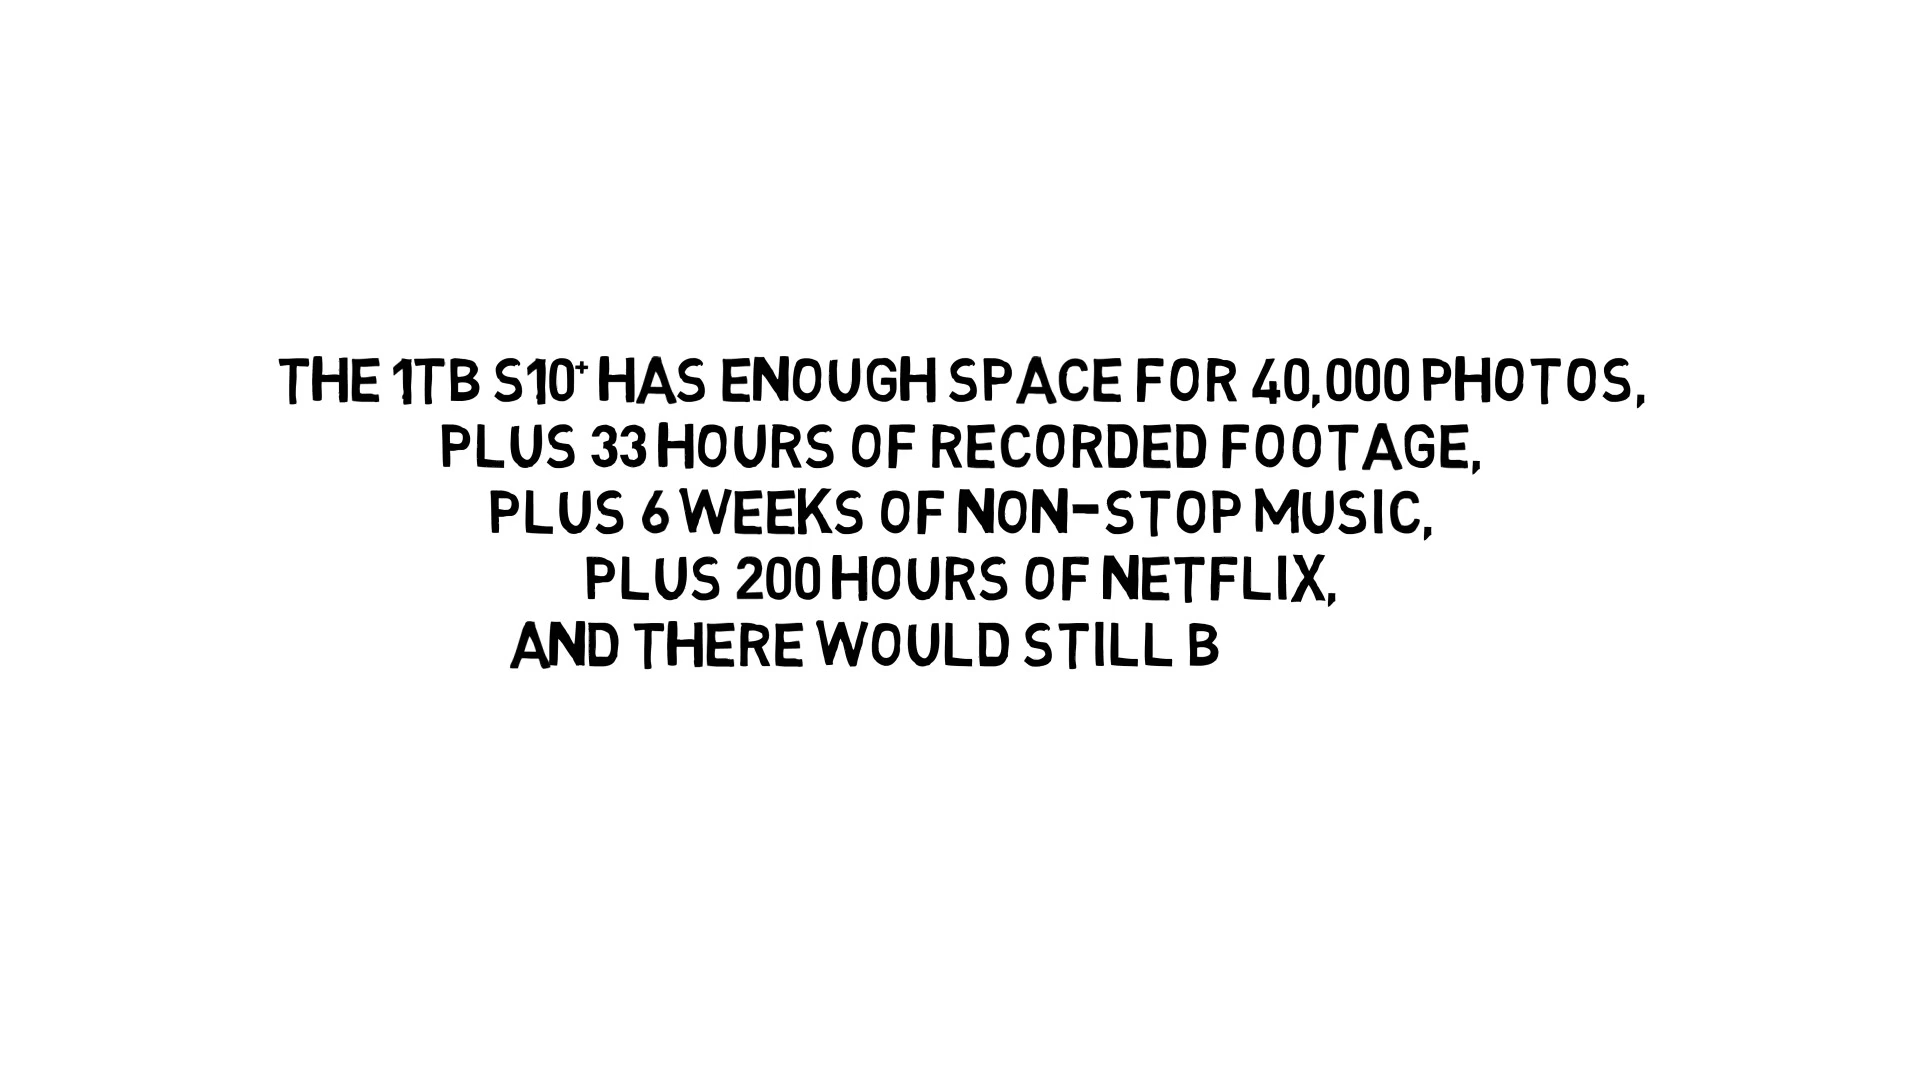 THE 1TB S10+ HAS ENOUGH SPACE FOR 40,000 PHOTOS,
PLUS 33 HOURS OF RECORDED FOOTAGE,
PLUS 6 WEEKS OF NON-STOP MUSIC,
PLUS 200 HOURS OF NETFLIX,
AND THERE WOULD STILL B